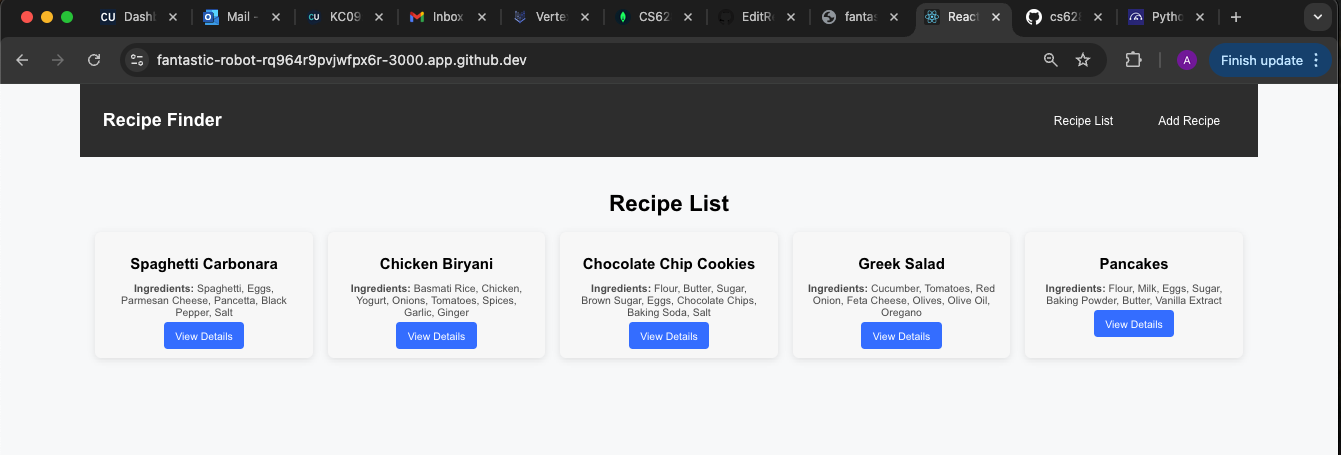 CU Dash
Mail -
CU KC09
Inbox
Verte
CS62
EditR
fantas
React
cs628
Pytho
fantastic-robot-rq964r9pvjwfpx6r-3000.app.github.dev
A
Finish update
Recipe Finder
Recipe List
Add Recipe
Recipe List
Spaghetti Carbonara
Ingredients: Spaghetti, Eggs,
Parmesan Cheese, Pancetta, Black
Pepper, Salt
View Details
Chicken Biryani
Ingredients: Basmati Rice, Chicken,
Yogurt, Onions, Tomatoes, Spices,
Garlic, Ginger
View Details
Chocolate Chip Cookies
Ingredients: Flour, Butter, Sugar,
Brown Sugar, Eggs, Chocolate Chips,
Baking Soda, Salt
View Details
Greek Salad
Ingredients: Cucumber, Tomatoes, Red
Onion, Feta Cheese, Olives, Olive Oil,
Oregano
View Details
Pancakes
Ingredients: Flour, Milk, Eggs, Sugar,
Baking Powder, Butter, Vanilla Extract
View Details